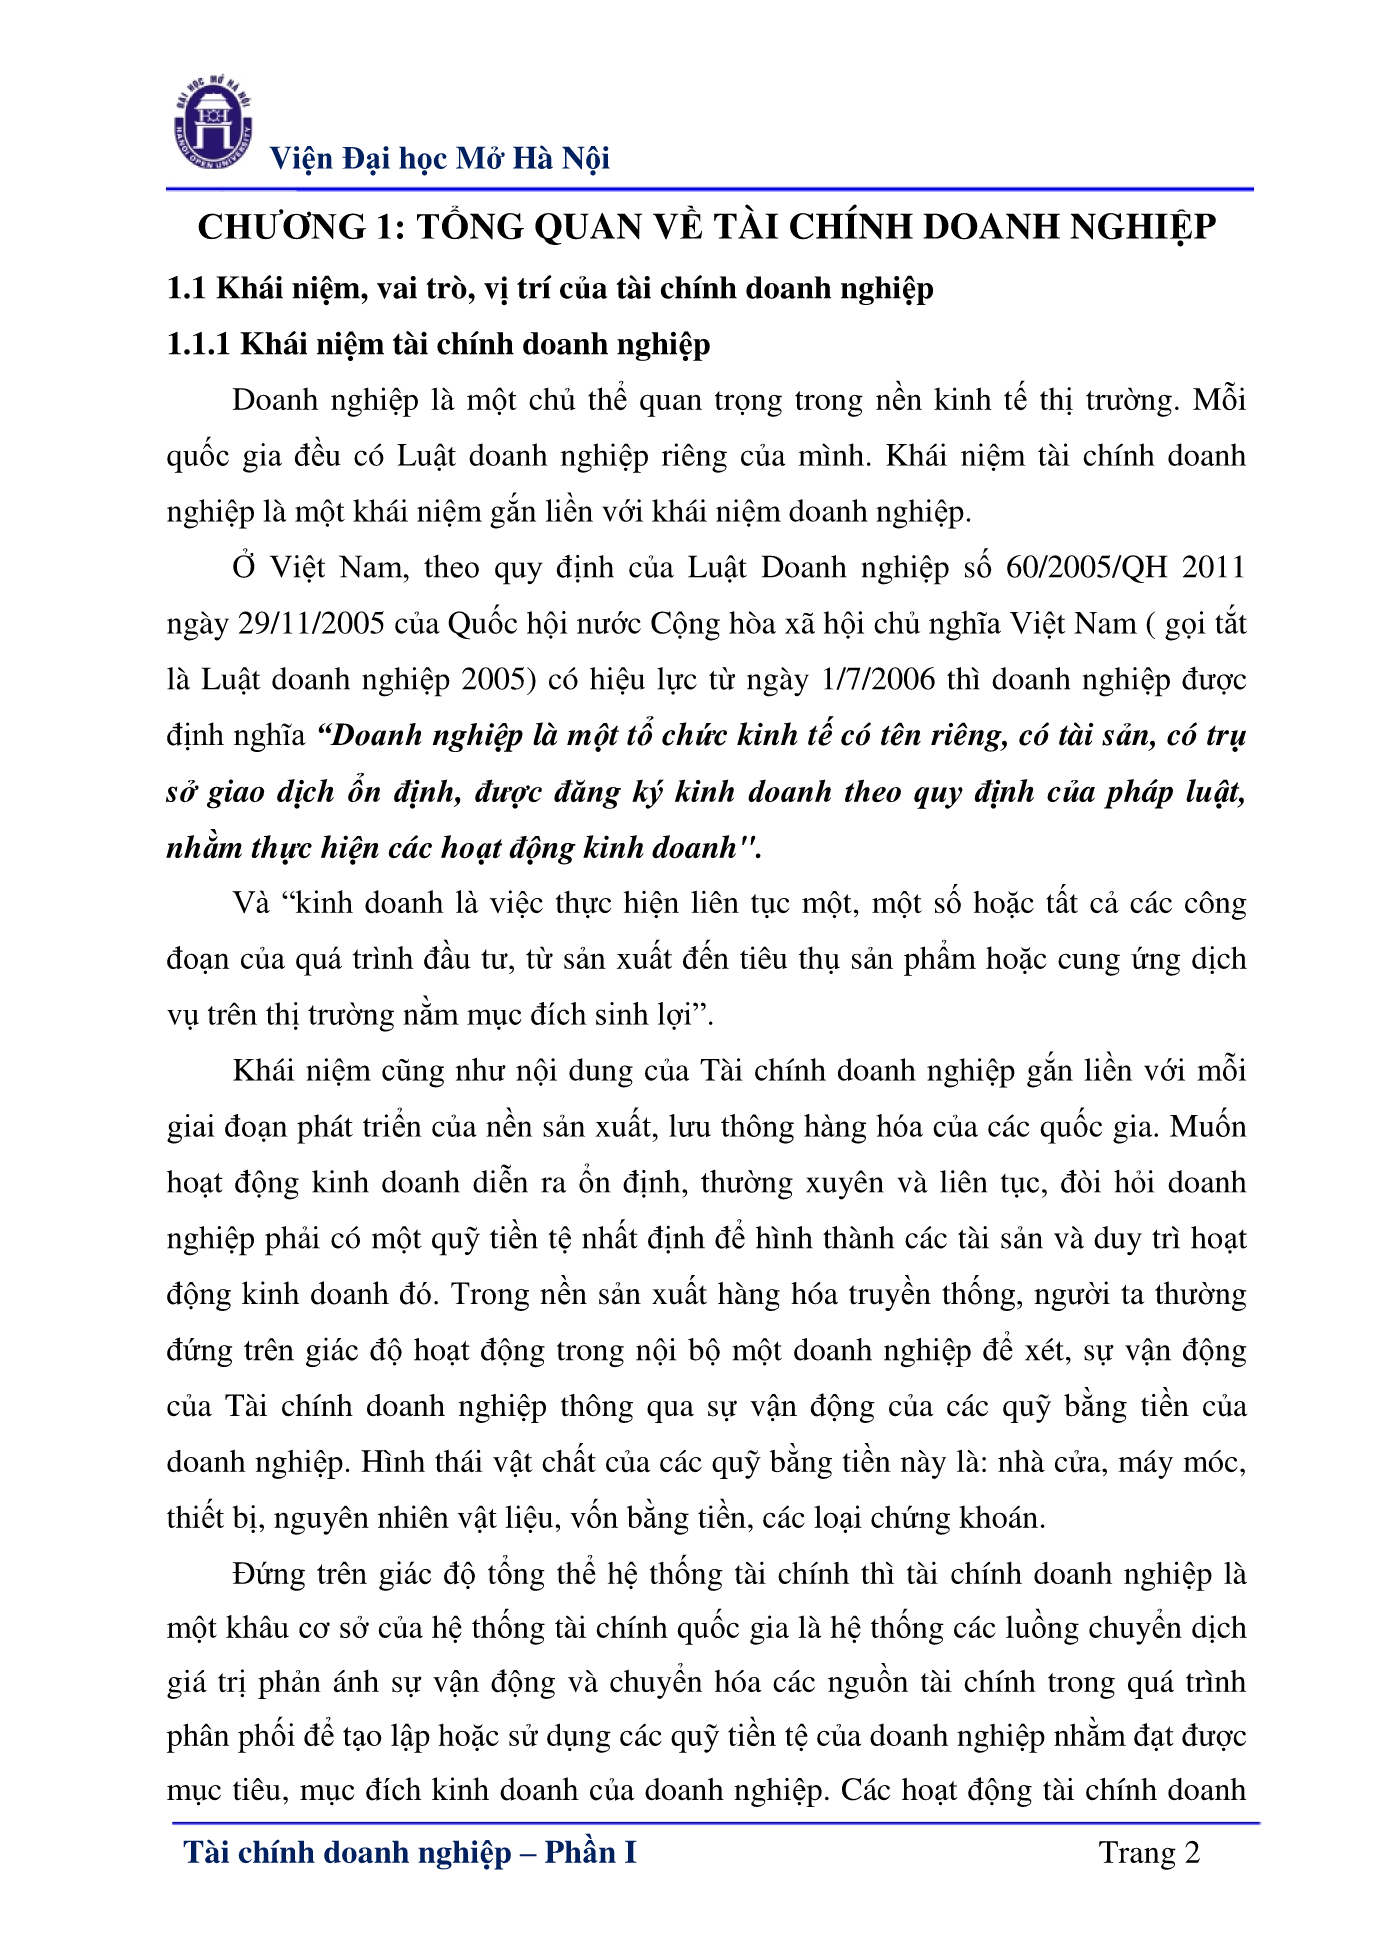 ĐẠI HỌC MỞ HÀ NỘI
HANOI OPEN UNIVERSITY
Viện Đại học Mở Hà Nội
CHƯƠNG 1: TỔNG QUAN VỀ TÀI CHÍNH DOANH NGHIỆP
1.1 Khái niệm, vai trò, vị trí của tài chính doanh nghiệp
1.1.1 Khái niệm tài chính doanh nghiệp
Doanh nghiệp là một chủ thể quan trọng trong nền kinh tế thị trường. Mỗi
quốc gia đều có Luật doanh nghiệp riêng của mình. Khái niệm tài chính doanh
nghiệp là một khái niệm gắn liền với khái niệm doanh nghiệp.
Ở Việt Nam, theo quy định của Luật Doanh nghiệp số 60/2005/QH 2011
ngày 29/11/2005 của Quốc hội nước Cộng hòa xã hội chủ nghĩa Việt Nam ( gọi tắt
là Luật doanh nghiệp 2005) có hiệu lực từ ngày 1/7/2006 thì doanh nghiệp được
định nghĩa “Doanh nghiệp là một tổ chức kinh tế có tên riêng, có tài sản, có trụ
sở giao dịch ổn định, được đăng ký kinh doanh theo quy định của pháp luật,
nhằm thực hiện các hoạt động kinh doanh".
Và “kinh doanh là việc thực hiện liên tục một, một số hoặc tất cả các công
đoạn của quá trình đầu tư, từ sản xuất đến tiêu thụ sản phẩm hoặc cung ứng dịch
vụ trên thị trường nằm mục đích sinh lợi”.
Khái niệm cũng như nội dung của Tài chính doanh nghiệp gắn liền với mỗi
giai đoạn phát triển của nền sản xuất, lưu thông hàng hóa của các quốc gia. Muốn
hoạt động kinh doanh diễn ra ổn định, thường xuyên và liên tục, đòi hỏi doanh
nghiệp phải có một quỹ tiền tệ nhất định để hình thành các tài sản và duy trì hoạt
động kinh doanh đó. Trong nền sản xuất hàng hóa truyền thống, người ta thường
đứng trên giác độ hoạt động trong nội bộ một doanh nghiệp để xét, sự vận động
của Tài chính doanh nghiệp thông qua sự vận động của các quỹ bằng tiền của
doanh nghiệp. Hình thái vật chất của các quỹ bằng tiền này là: nhà cửa, máy móc,
thiết bị, nguyên nhiên vật liệu, vốn bằng tiền, các loại chứng khoán.
Đứng trên giác độ tổng thể hệ thống tài chính thì tài chính doanh nghiệp là
một khâu cơ sở của hệ thống tài chính quốc gia là hệ thống các luồng chuyển dịch
giá trị phản ánh sự vận động và chuyển hóa các nguồn tài chính trong quá trình
phân phối để tạo lập hoặc sử dụng các quỹ tiền tệ của doanh nghiệp nhằm đạt được
mục tiêu, mục đích kinh doanh của doanh nghiệp. Các hoạt động tài chính doanh
Tài chính doanh nghiệp – Phần I Trang 2